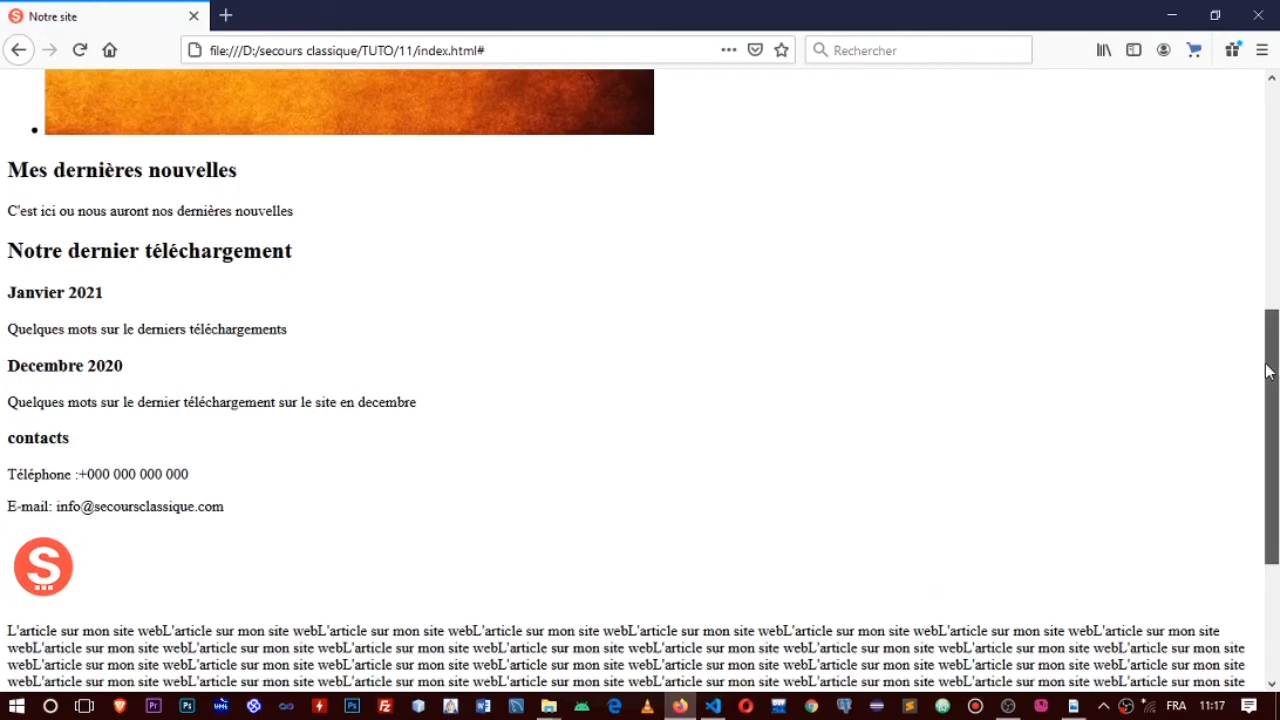 Notre site
file:///D:/secours classique/TUTO/11/index.html#
Rechercher
Mes dernières nouvelles
C'est ici ou nous auront nos dernières nouvelles
Notre dernier téléchargement
Janvier 2021
Quelques mots sur le derniers téléchargements
Decembre 2020
Quelques mots sur le dernier téléchargement sur le site en decembre
contacts
Téléphone :+000 000 000 000
E-mail: info@secoursclassique.com
S
L'article sur mon site webL'article sur mon site webL'article sur mon site webL'article sur mon site webL'article sur mon site webL'article sur mon site webL'article sur mon site webL'article sur mon site
webL'article sur mon site webL'article sur mon site webL'article sur mon site webL'article sur mon site webL'article sur mon site webL'article sur mon site webL'article sur mon site webL'article sur mon site
webL'article sur mon site webL'article sur mon site webL'article sur mon site webL'article sur mon site webL'article sur mon site webL'article sur mon site webL'article sur mon site webL'article sur mon site
webL'article sur mon site webL'article sur mon site webL'article sur mon site webL'article sur mon site webL'article sur mon site webL'article sur mon site webL'article sur mon site webL'article sur mon site
FRA 11:17